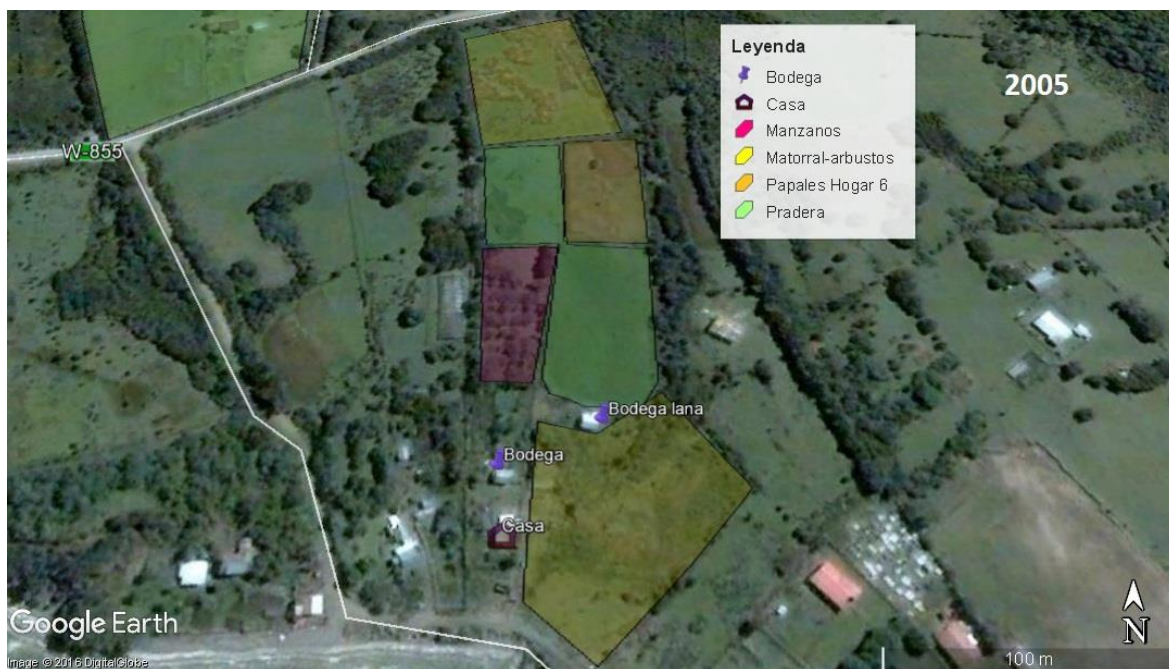 Leyenda
Bodega
Casa
Manzanos
Matorral-arbustos
Papales Hogar 6
Pradera
2005
W-855
Bodega lana
Bodega
Casa
Google Earth
N
Image © 2016 DigitalGlobe
100 m